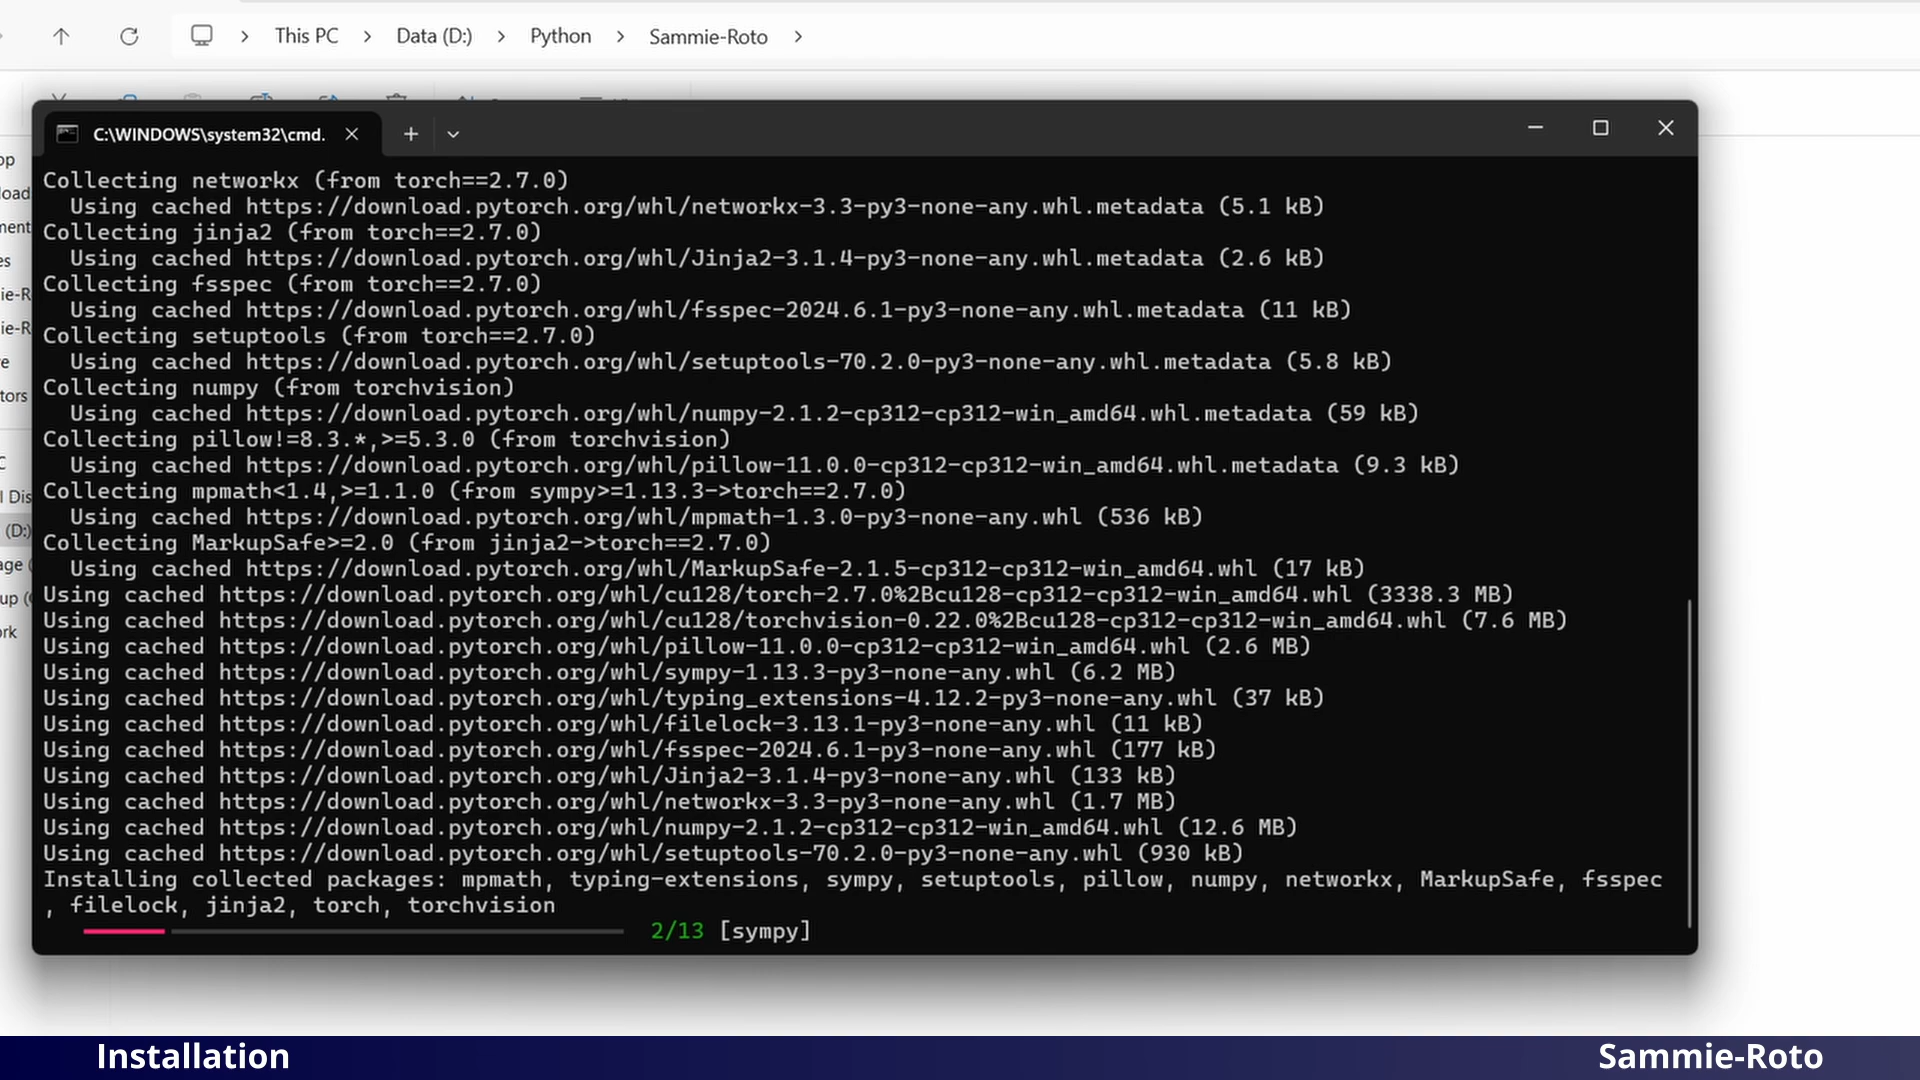 This PC > Data (D:) > Python > Sammie-Roto >
C:\WINDOWS\system32\cmd.
Collecting networkx (from torch==2.7.0)
Using cached https://download.pytorch.org/whl/networkx-3.3-py3-none-any.whl.metadata (5.1 kB)
Collecting jinja2 (from torch==2.7.0)
Using cached https://download.pytorch.org/whl/Jinja2-3.1.4-py3-none-any.whl.metadata (2.6 kB)
Collecting fsspec (from torch==2.7.0)
Using cached https://download.pytorch.org/whl/fsspec-2024.6.1-py3-none-any.whl.metadata (11 kB)
Collecting setuptools (from torch==2.7.0)
Using cached https://download.pytorch.org/whl/setuptools-70.2.0-py3-none-any.whl.metadata (5.8 kB)
Collecting numpy (from torchvision)
Using cached https://download.pytorch.org/whl/numpy-2.1.2-cp312-cp312-win_amd64.whl.metadata (59 kB)
Collecting pillow!=8.3.*,>=5.3.0 (from torchvision)
Using cached https://download.pytorch.org/whl/pillow-11.0.0-cp312-cp312-win_amd64.whl.metadata (9.3 kB)
Collecting mpmath<1.4,>=1.1.0 (from sympy>=1.13.3->torch==2.7.0)
Using cached https://download.pytorch.org/whl/mpmath-1.3.0-py3-none-any.whl (536 kB)
Collecting MarkupSafe>=2.0 (from jinja2->torch==2.7.0)
Using cached https://download.pytorch.org/whl/MarkupSafe-2.1.5-cp312-cp312-win_amd64.whl (17 kB)
Using cached https://download.pytorch.org/whl/cu128/torch-2.7.0%2Bcu128-cp312-cp312-win_amd64.whl (3338.3 MB)
Using cached https://download.pytorch.org/whl/cu128/torchvision-0.22.0%2Bcu128-cp312-cp312-win_amd64.whl (7.6 MB)
Using cached https://download.pytorch.org/whl/pillow-11.0.0-cp312-cp312-win_amd64.whl (2.6 MB)
Using cached https://download.pytorch.org/whl/sympy-1.13.3-py3-none-any.whl (6.2 MB)
Using cached https://download.pytorch.org/whl/typing_extensions-4.12.2-py3-none-any.whl (37 kB)
Using cached https://download.pytorch.org/whl/filelock-3.13.1-py3-none-any.whl (11 kB)
Using cached https://download.pytorch.org/whl/fsspec-2024.6.1-py3-none-any.whl (177 kB)
Using cached https://download.pytorch.org/whl/Jinja2-3.1.4-py3-none-any.whl (133 kB)
Using cached https://download.pytorch.org/whl/networkx-3.3-py3-none-any.whl (1.7 MB)
Using cached https://download.pytorch.org/whl/numpy-2.1.2-cp312-cp312-win_amd64.whl (12.6 MB)
Using cached https://download.pytorch.org/whl/setuptools-70.2.0-py3-none-any.whl (930 kB)
Installing collected packages: mpmath, typing-extensions, sympy, setuptools, pillow, numpy, networkx, MarkupSafe, fsspec
, filelock, jinja2, torch, torchvision
2/13 [sympy]
(D:)
Installation
Sammie-Roto